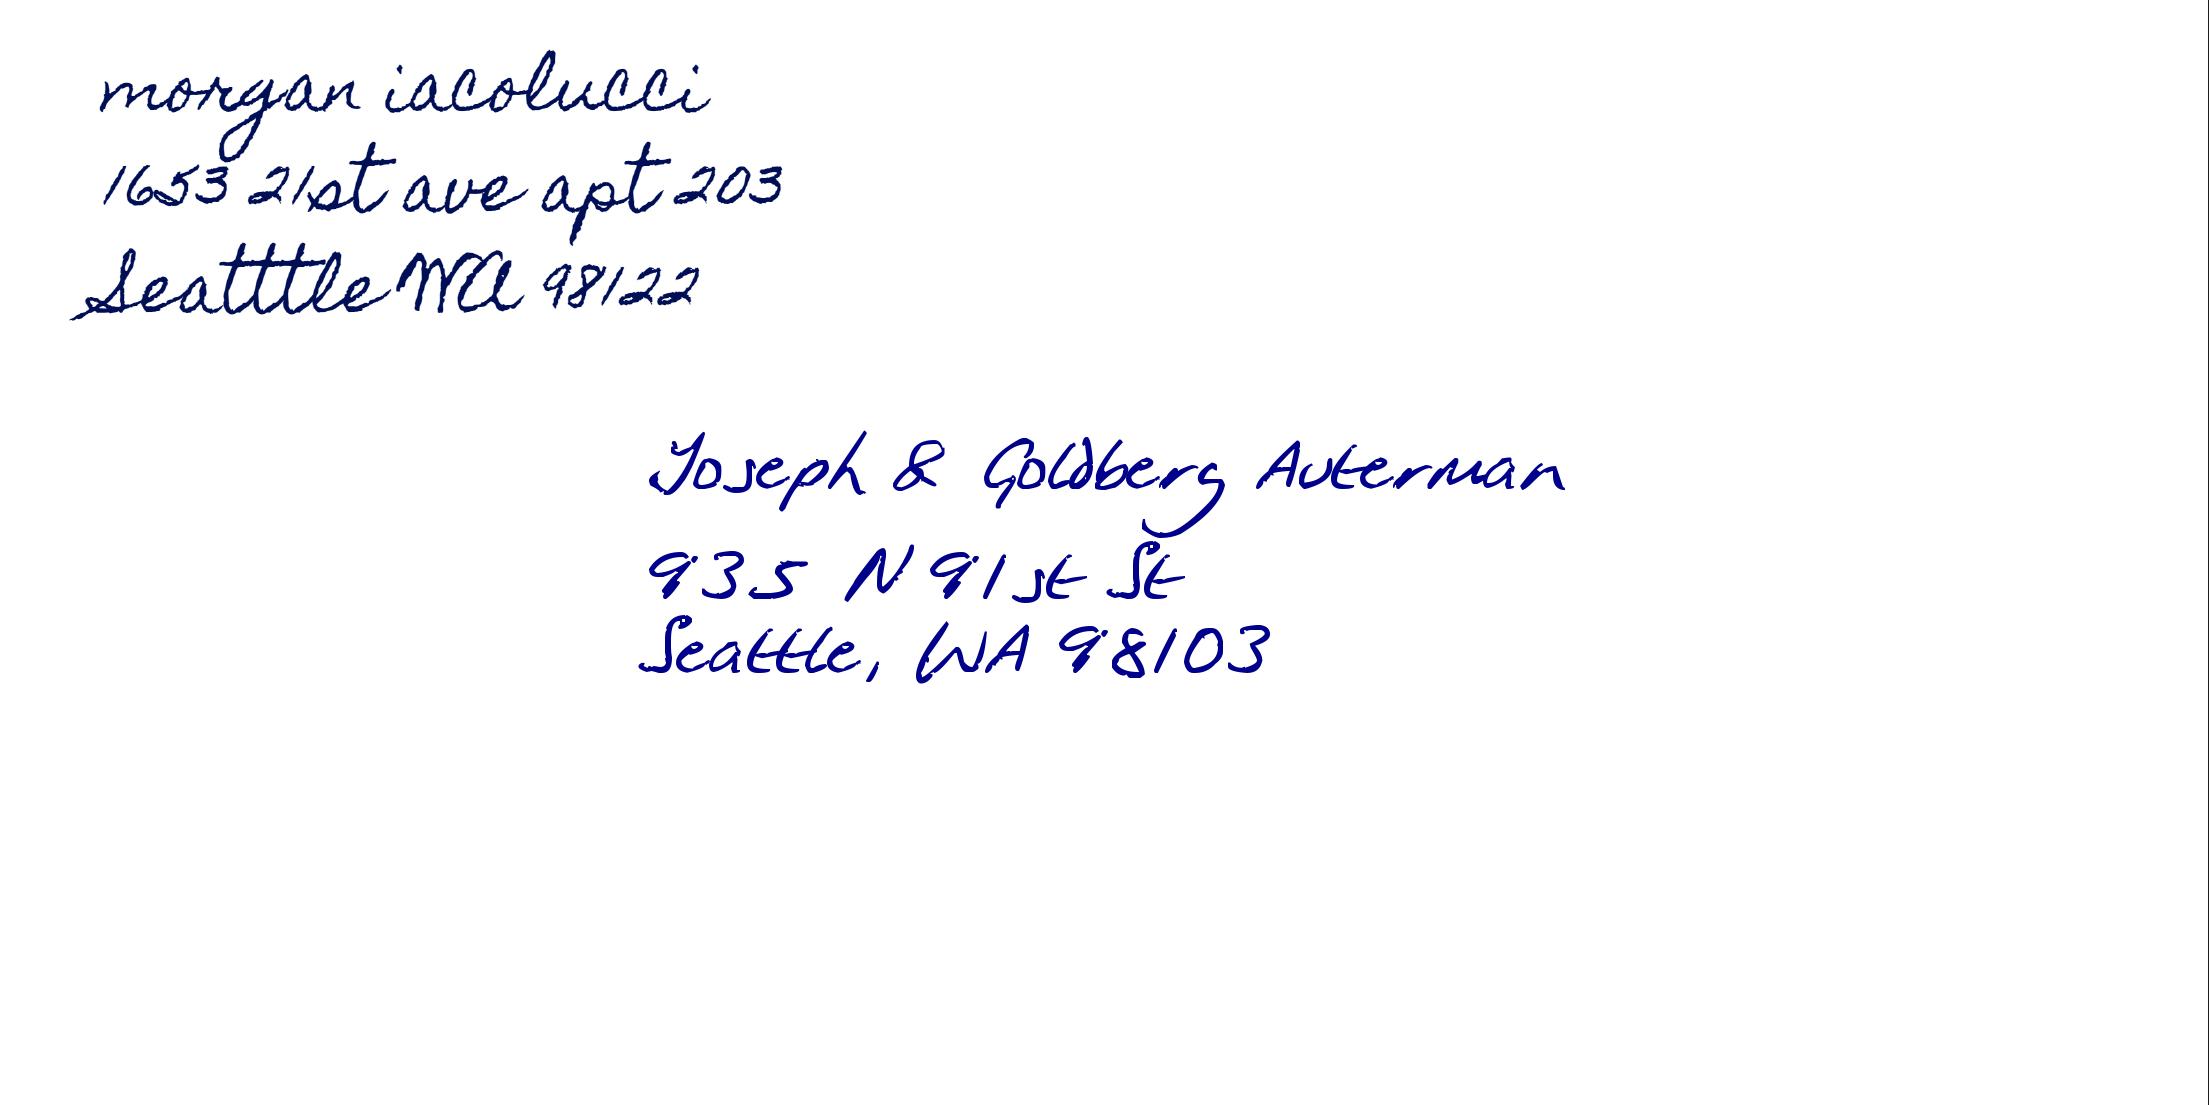 morgan iacolucci
1653 21st ave apt 203
Seatttle WA 98122
Joseph & Goldberg Auterman
935 N 91st St
Seattle, WA 98103